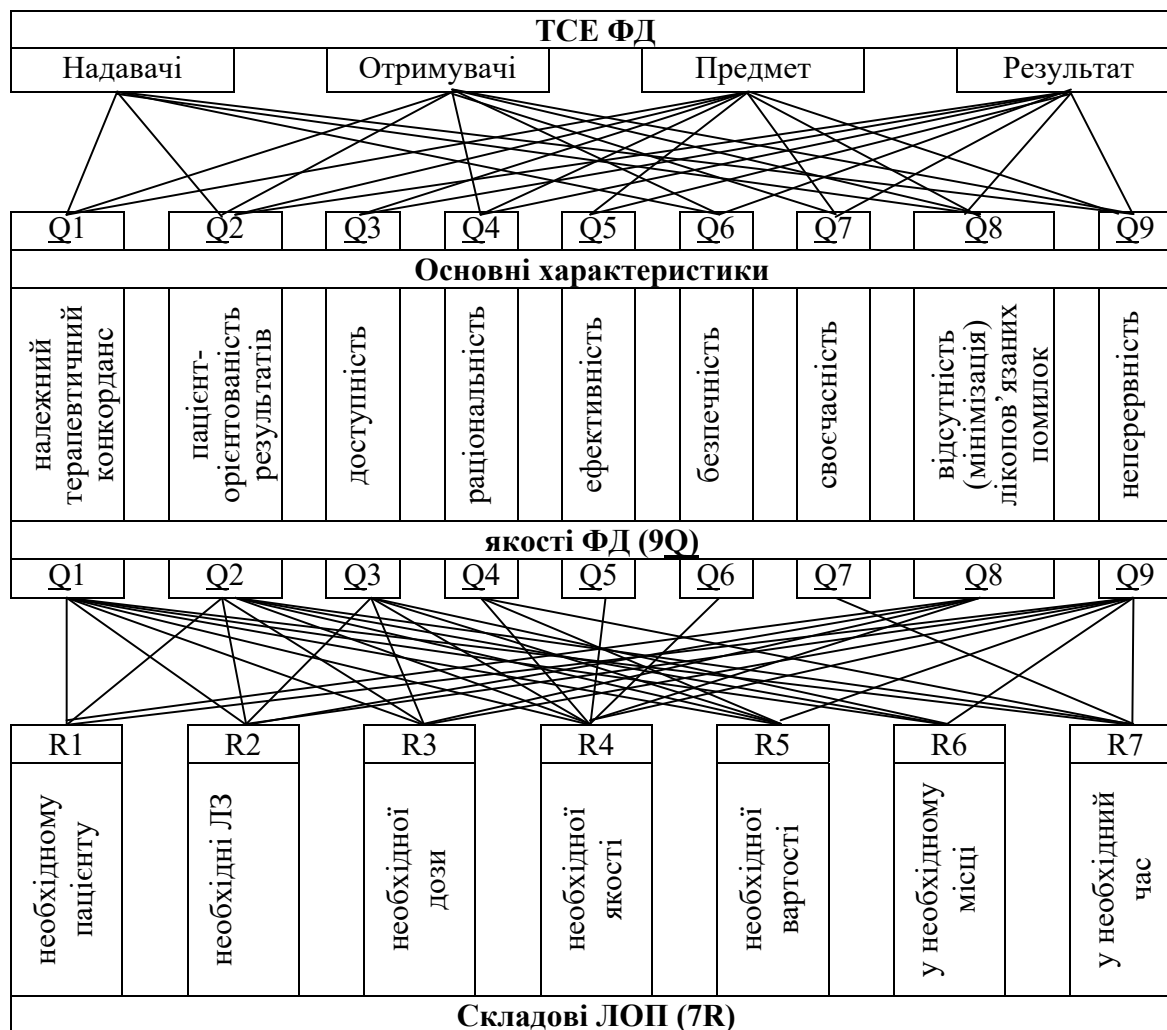 ТСЕ ФД
Надавачі Отримувачі Предмет Результат
Q1 Q2 Q3 Q4 Q5 Q6 Q7 Q8 Q9
Основні характеристики
належний
терапевтичний
конкорданс
пацієнт-
орієнтованість
результатів
доступність
раціональність
ефективність
безпечність
своєчасність
відсутність
(мінімізація)
лікопов’язаних
помилок
неперервність
якості ФД (9Q)
Q1 Q2 Q3 Q4 Q5 Q6 Q7 Q8 Q9
R1 R2 R3 R4 R5 R6 R7
необхідному
пацієнту
необхідні ЛЗ
необхідної
дози
необхідної
якості
необхідної
вартості
у необхідному
місці
у необхідний
час
Складові ЛОП (7R)